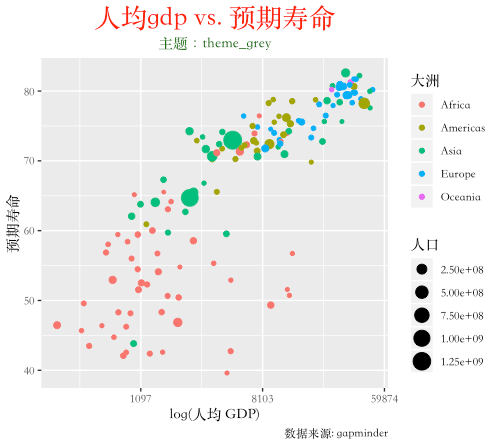 人均gdp vs. 预期寿命
主题：theme_grey
预期寿命
80
70
60
50
40
1097
8103
59874
log(人均 GDP)
大洲
Africa
Americas
Asia
Europe
Oceania
人口
2.50e+08
5.00e+08
7.50e+08
1.00e+09
1.25e+09
数据来源: gapminder